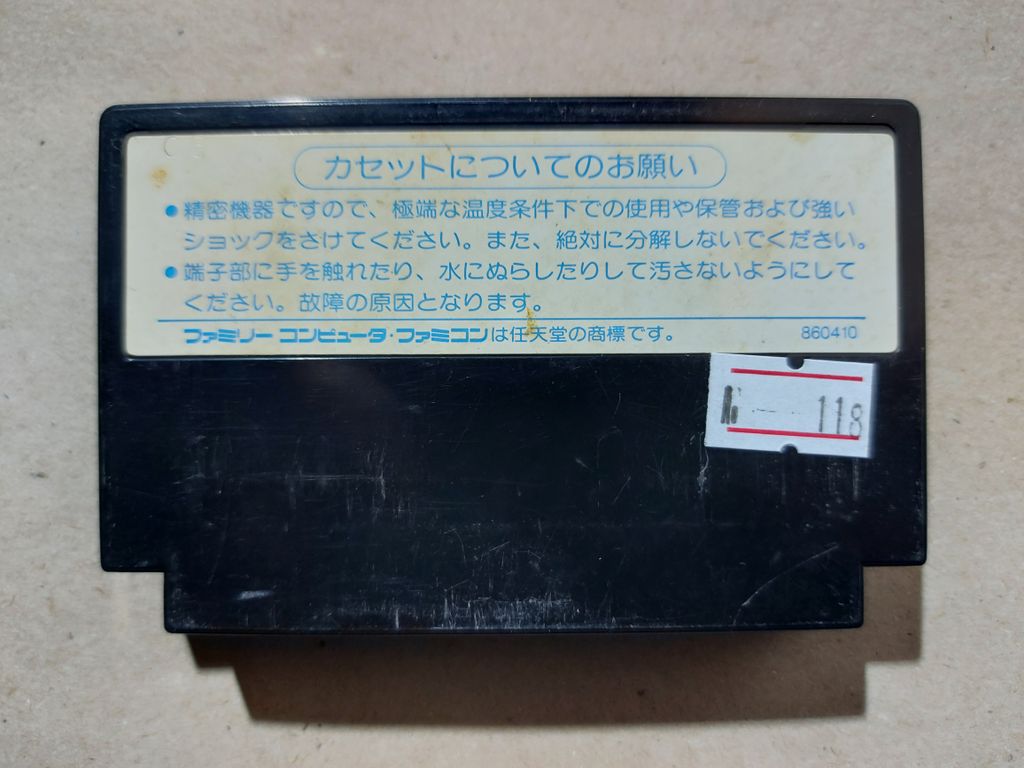 カセットについてのお願い
●精密機器ですので、極端な温度条件下での使用や保管および強い
ショックをさけてください。また、絶対に分解しないでください。
●端子部に手を触れたり、水にぬらしたりして汚さないようにして
ください。故障の原因となります。
ファミリー コンピュータ・ファミコンは任天堂の商標です。 860410
118